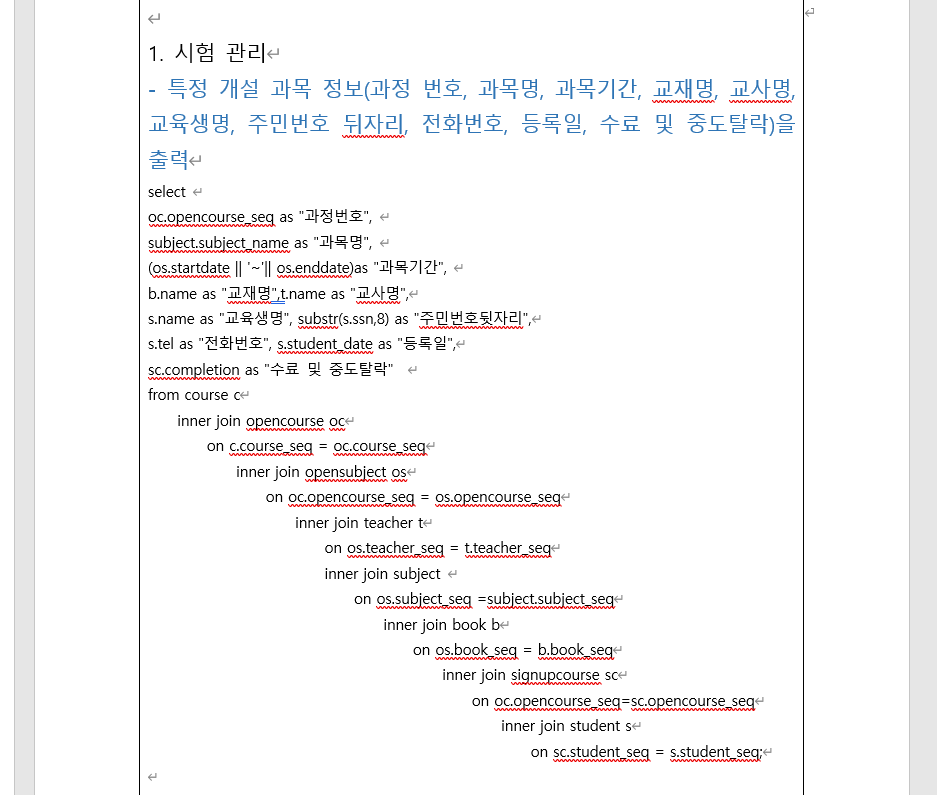 1. 시험 관리
- 특정 개설 과목 정보(과정 번호, 과목명, 과목기간, 교재명, 교사명,
교육생명, 주민번호 뒤자리, 전화번호, 등록일, 수료 및 중도탈락)을
출력
select
oc.opencourse_seq as "과정번호",
subject.subject_name as "과목명",
(os.startdate || '~'|| os.enddate)as "과목기간",
b.name as "교재명",t.name as "교사명",
s.name as "교육생명", substr(s.ssn,8) as "주민번호뒷자리",
s.tel as "전화번호", s.student_date as "등록일",
sc.completion as "수료 및 중도탈락"
from course c
inner join opencourse oc
on c.course_seq = oc.course_seq
inner join opensubject os
on oc.opencourse_seq = os.opencourse_seq
inner join teacher t
on os.teacher_seq = t.teacher_seq
inner join subject
on os.subject_seq =subject.subject_seq
inner join book b
on os.book_seq = b.book_seq
inner join signupcourse sc
on oc.opencourse_seq=sc.opencourse_seq
inner join student s
on sc.student_seq = s.student_seq;